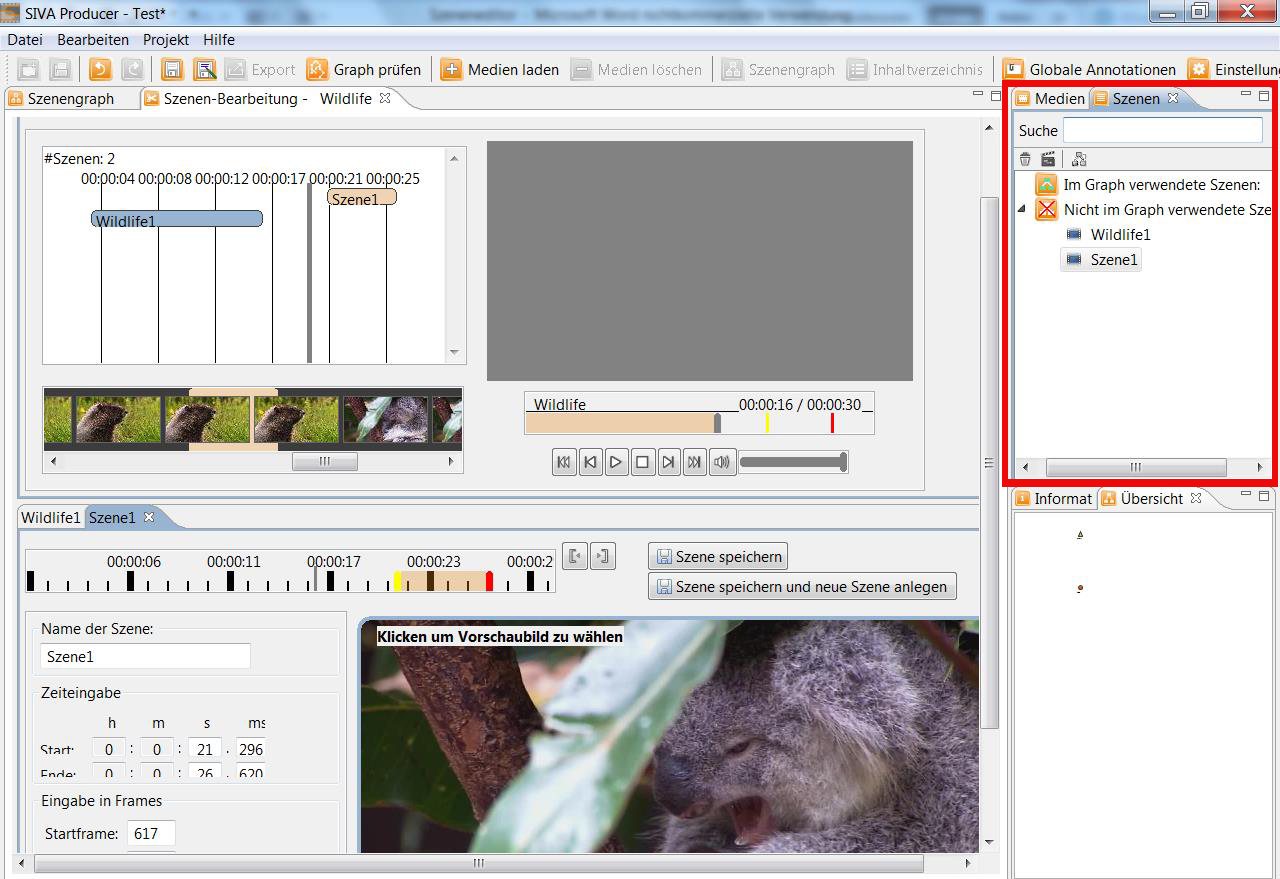 SIVA Producer - Test*
Datei Bearbeiten Projekt Hilfe
Export Graph prüfen Medien laden Medien löschen Szenengraph Inhaltverzeichnis Globale Annotationen Einstellun
Szenengraph Szenen-Bearbeitung - Wildlife
#Szenen: 2
00:00:04 00:00:08 00:00:12 00:00:17 00:00:21 00:00:25
Szene1
Wildlife1
Wildlife 00:00:16 / 00:00:30
Wildlife1 Szene1
00:00:06 00:00:11 00:00:17 00:00:23 00:00:2
Szene speichern
Szene speichern und neue Szene anlegen
Name der Szene:
Szene1
Zeiteingabe
h m s ms
Start: 0 : 0 : 21 . 296
Ende: 0 : 0 : 26 . 620
Eingabe in Frames
Startframe: 617
Klicken um Vorschaubild zu wählen
Medien Szenen
Suche
Im Graph verwendete Szenen:
Nicht im Graph verwendete Sze
Wildlife1
Szene1
Informat Übersicht